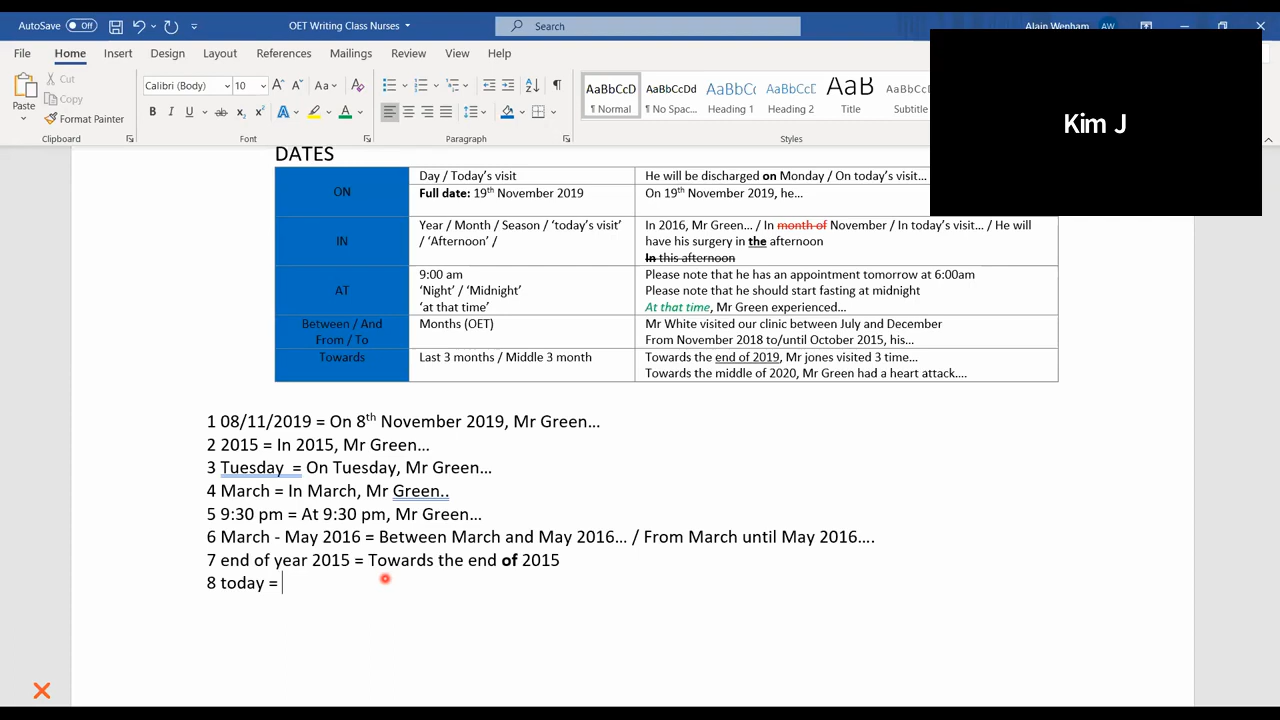 AutoSave Off OET Writing Class Nurses Search Alain Wenham AW
File Home Insert Design Layout References Mailings Review View Help
Paste Cut Copy Format Painter Clipboard
Calibri (Body) 10 Font
Paragraph
AaBbCcD AaBbCcDd AaBbC AaBbCcD AaB AaBbCcD
¶ Normal ¶ No Spac... Heading 1 Heading 2 Title Subtitle
Styles
Kim J
DATES
ON Day / Today's visit He will be discharged on Monday / On today's visit...
Full date: 19th November 2019 On 19th November 2019, he...
IN Year / Month / Season / 'today's visit' In 2016, Mr Green... / In month of November / In today's visit... / He will
/ 'Afternoon' / have his surgery in the afternoon
In this afternoon
AT 9:00 am Please note that he has an appointment tomorrow at 6:00am
'Night' / 'Midnight' Please note that he should start fasting at midnight
'at that time' At that time, Mr Green experienced...
Between / And Months (OET) Mr White visited our clinic between July and December
From / To From November 2018 to/until October 2015, his...
Towards Last 3 months / Middle 3 month Towards the end of 2019, Mr jones visited 3 time...
Towards the middle of 2020, Mr Green had a heart attack....
1 08/11/2019 = On 8th November 2019, Mr Green...
2 2015 = In 2015, Mr Green...
3 Tuesday = On Tuesday, Mr Green...
4 March = In March, Mr Green..
5 9:30 pm = At 9:30 pm, Mr Green...
6 March - May 2016 = Between March and May 2016... / From March until May 2016....
7 end of year 2015 = Towards the end of 2015
8 today =